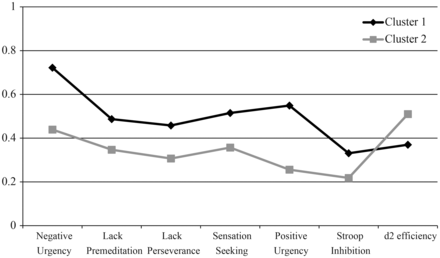 1
Cluster 1
Cluster 2
0.8
0.6
0.4
0.2
0
Negative Lack Lack Sensation Positive Stroop d2 efficiency
Urgency Premeditation Perseverance Seeking Urgency Inhibition